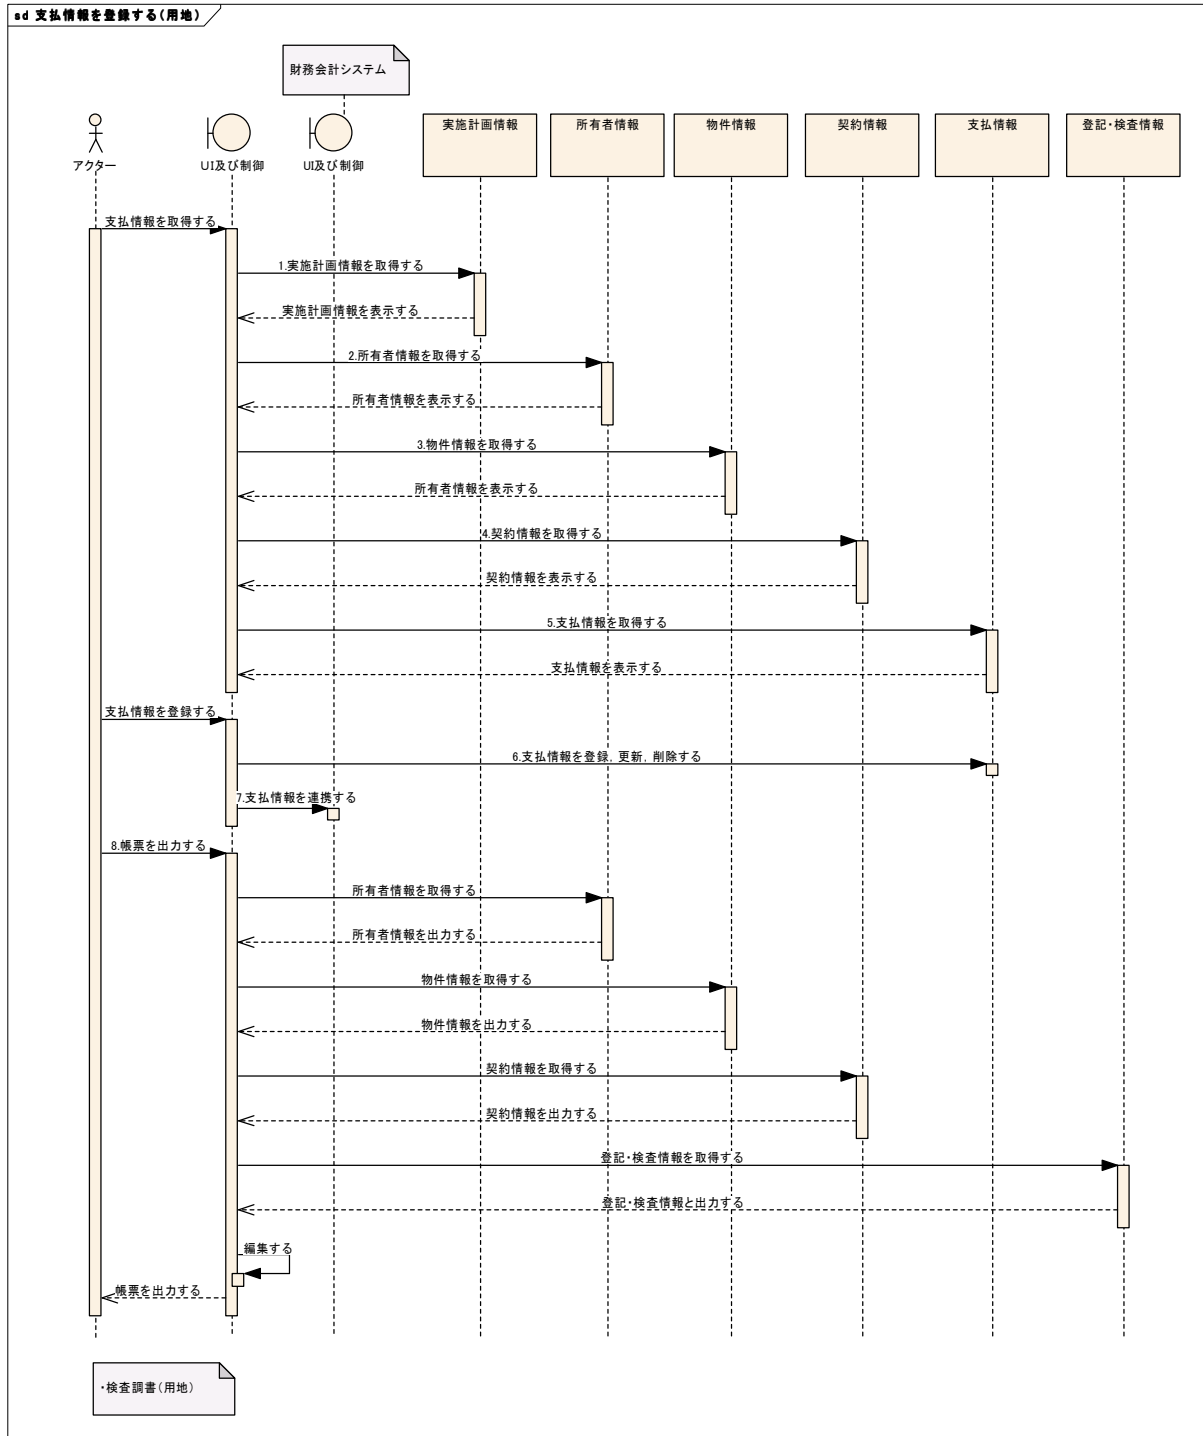 sd 支払情報を登録する(用地)
財務会計システム
アクター
UI及び制御
UI及び制御
実施計画情報
所有者情報
物件情報
契約情報
支払情報
登記・検査情報
支払情報を取得する
1.実施計画情報を取得する
実施計画情報を表示する
2.所有者情報を取得する
所有者情報を表示する
3.物件情報を取得する
所有者情報を表示する
4.契約情報を取得する
契約情報を表示する
5.支払情報を取得する
支払情報を表示する
支払情報を登録する
6.支払情報を登録, 更新, 削除する
7.支払情報を連携する
8.帳票を出力する
所有者情報を取得する
所有者情報を出力する
物件情報を取得する
物件情報を出力する
契約情報を取得する
契約情報を出力する
登記・検査情報を取得する
登記・検査情報と出力する
編集する
帳票を出力する
・検査調書(用地)